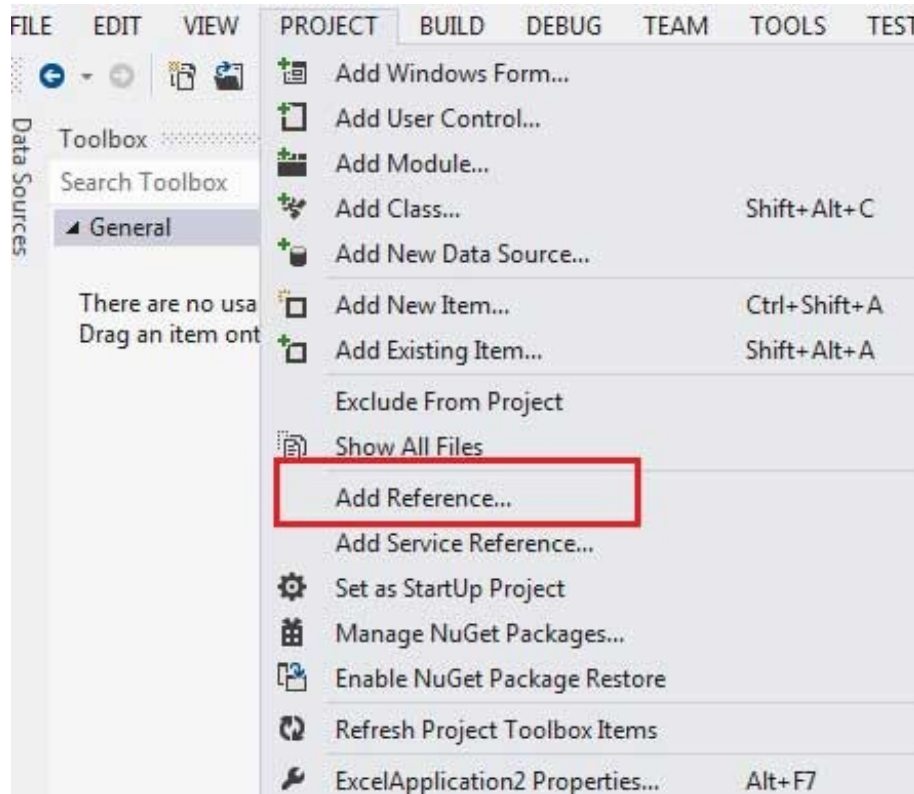 FILE EDIT VIEW PROJECT BUILD DEBUG TEAM TOOLS TEST
Data Sources
Toolbox
Search Toolbox
General
There are no usa
Drag an item ont
Add Windows Form...
Add User Control...
Add Module...
Add Class... Shift+Alt+C
Add New Data Source...
Add New Item... Ctrl+Shift+A
Add Existing Item... Shift+Alt+A
Exclude From Project
Show All Files
Add Reference...
Add Service Reference...
Set as StartUp Project
Manage NuGet Packages...
Enable NuGet Package Restore
Refresh Project Toolbox Items
ExcelApplication2 Properties... Alt+F7